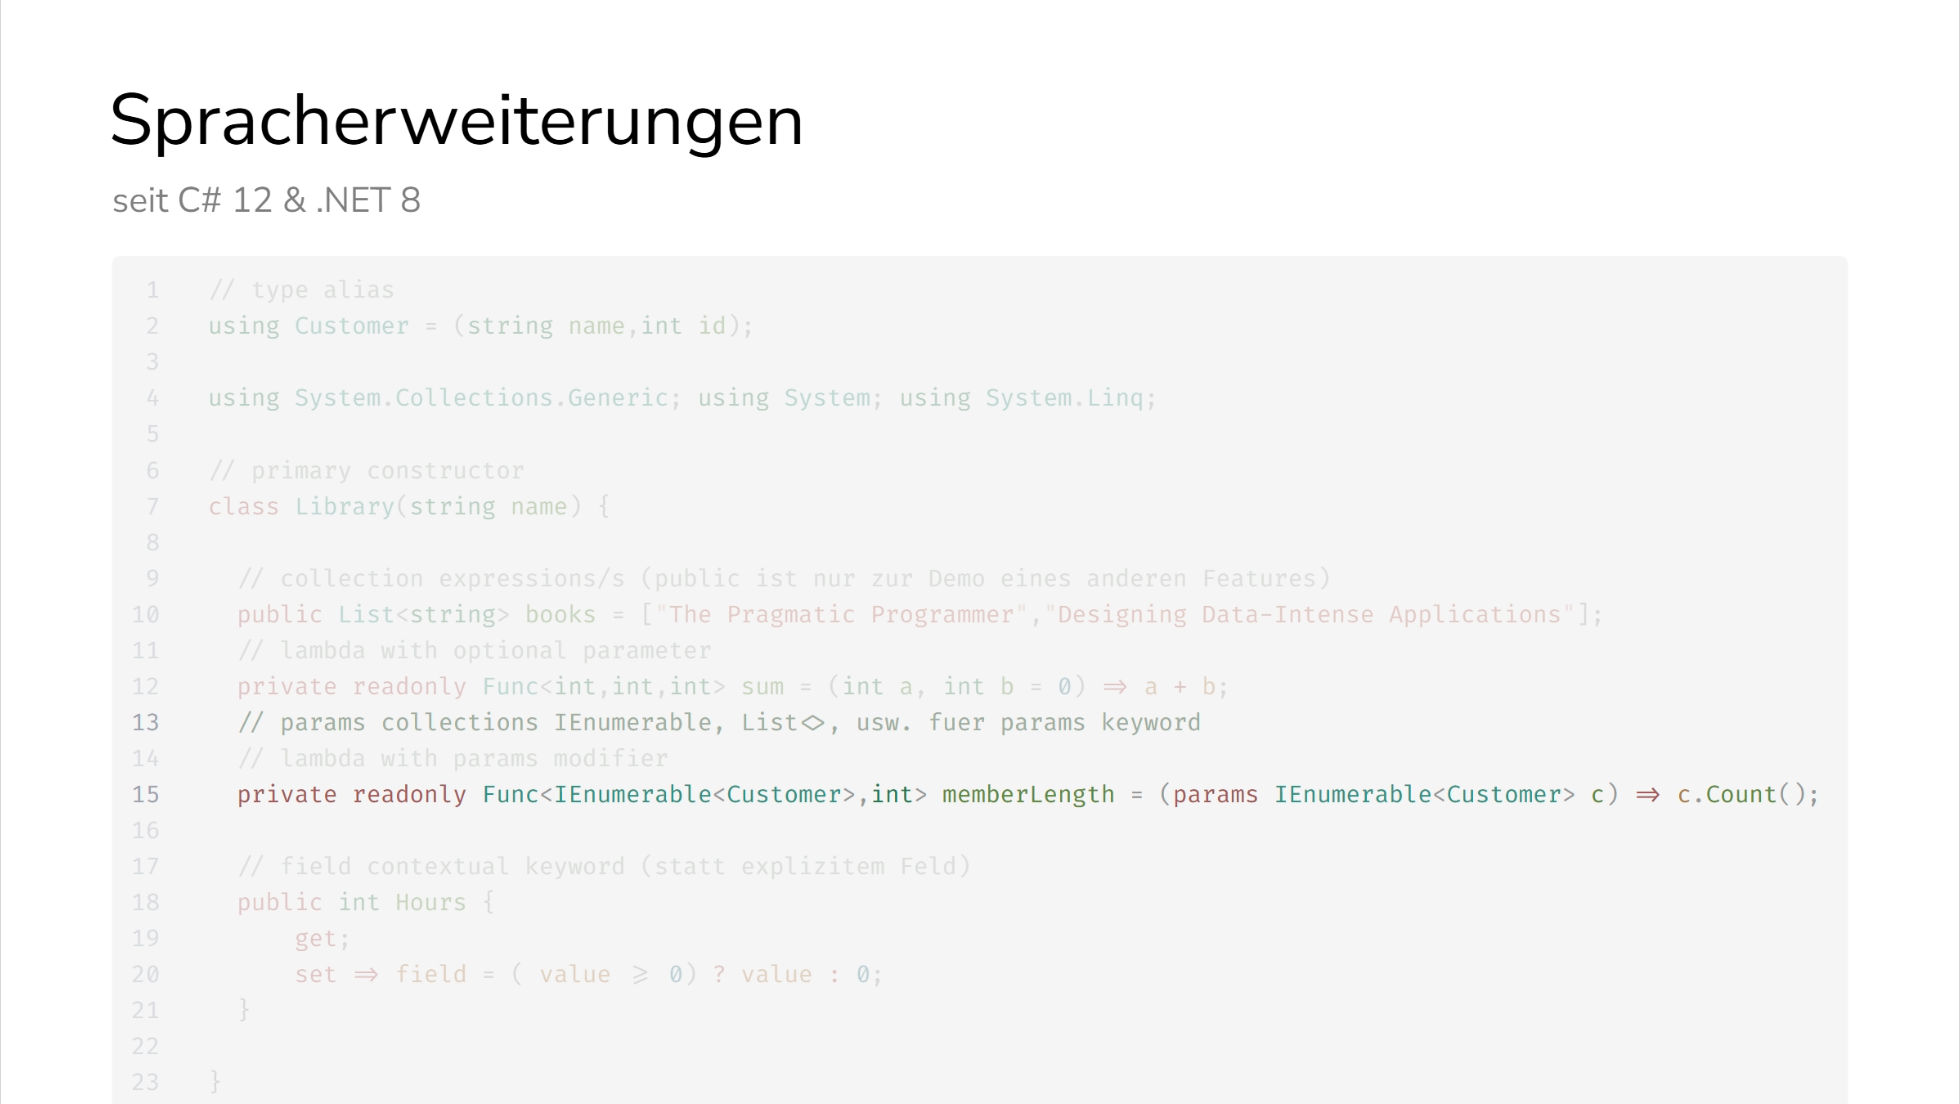 Spracherweiterungen
seit C# 12 & .NET 8
1 // type alias
2 using Customer = (string name,int id);
3
4 using System.Collections.Generic; using System; using System.Linq;
5
6 // primary constructor
7 class Library(string name) {
8
9 // collection expressions/s (public ist nur zur Demo eines anderen Features)
10 public List<string> books = ["The Pragmatic Programmer","Designing Data-Intense Applications"];
11 // lambda with optional parameter
12 private readonly Func<int,int,int> sum = (int a, int b = 0) => a + b;
13 // params collections IEnumerable, List<>, usw. fuer params keyword
14 // lambda with params modifier
15 private readonly Func<IEnumerable<Customer>,int> memberLength = (params IEnumerable<Customer> c) => c.Count();
16
17 // field contextual keyword (statt explizitem Feld)
18 public int Hours {
19 get;
20 set => field = ( value >= 0) ? value : 0;
21 }
22
23 }